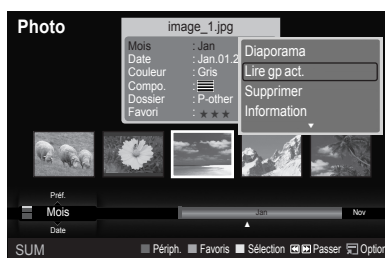 Photo
image_1.jpg
Mois : Jan
Date : Jan.01.2
Couleur : Gris
Compo. :
Dossier : P-other
Favori : ★ ★ ★
Diaporama
Lire gp act.
Supprimer
Information
Préf.
Mois
Jan
Nov
Date
SUM
Périph.
Favoris
Sélection
Passer
Option